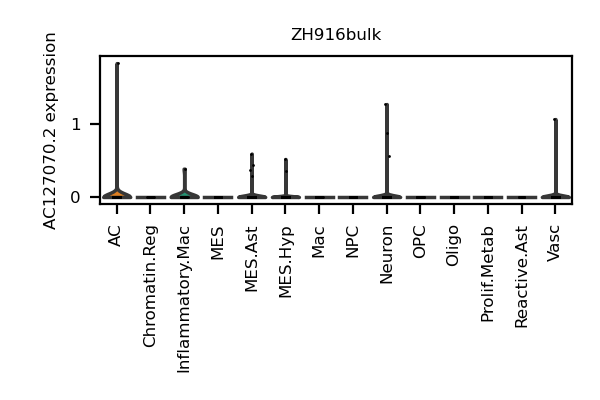 ZH916bulk
AC127070.2 expression
1
0
AC
Chromatin.Reg
Inflammatory.Mac
MES
MES.Ast
MES.Hyp
Mac
NPC
Neuron
OPC
Oligo
Prolif.Metab
Reactive.Ast
Vasc